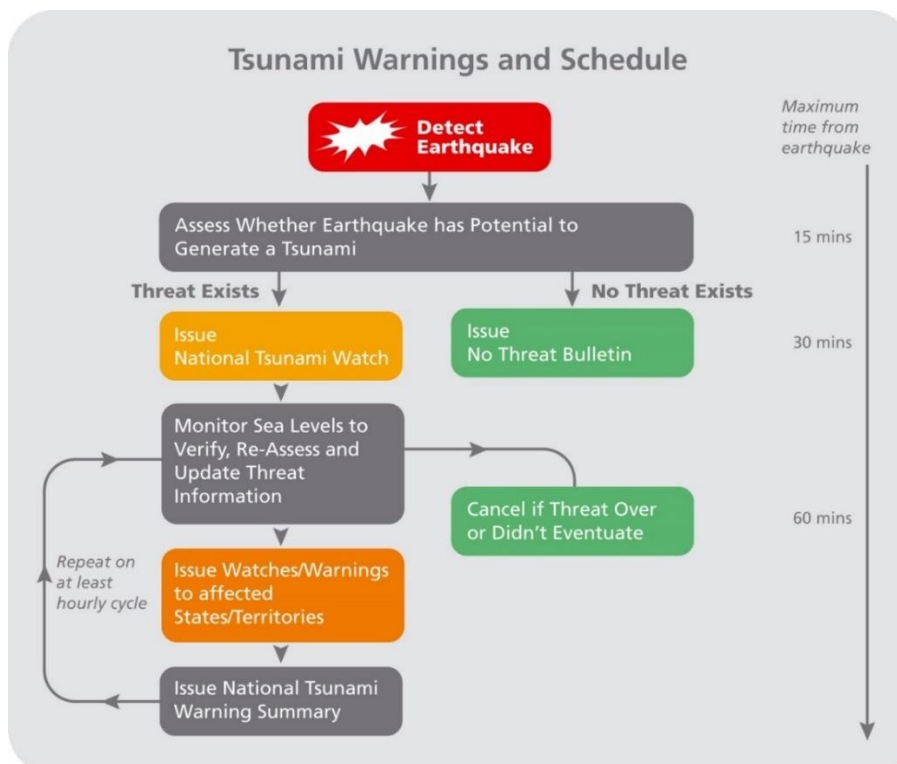 Tsunami Warnings and Schedule
Maximum
time from
earthquake
Detect
Earthquake
Assess Whether Earthquake has Potential to
Generate a Tsunami
15 mins
Threat Exists
No Threat Exists
Issue
National Tsunami Watch
Issue
No Threat Bulletin
30 mins
Monitor Sea Levels to
Verify, Re-Assess and
Update Threat
Information
Cancel if Threat Over
or Didn't Eventuate
60 mins
Repeat on
at least
hourly cycle
Issue Watches/Warnings
to affected
States/Territories
Issue National Tsunami
Warning Summary